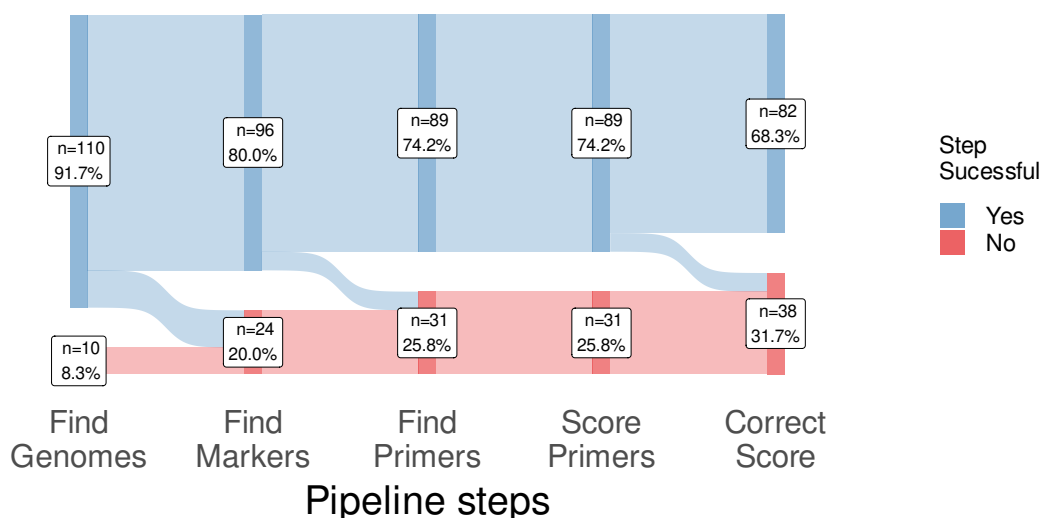 n=110
91.7%
n=96
80.0%
n=89
74.2%
n=89
74.2%
n=82
68.3%
n=10
8.3%
n=24
20.0%
n=31
25.8%
n=31
25.8%
n=38
31.7%
Find
Genomes
Find
Markers
Find
Primers
Score
Primers
Correct
Score
Pipeline steps
Step
Sucessful
Yes
No